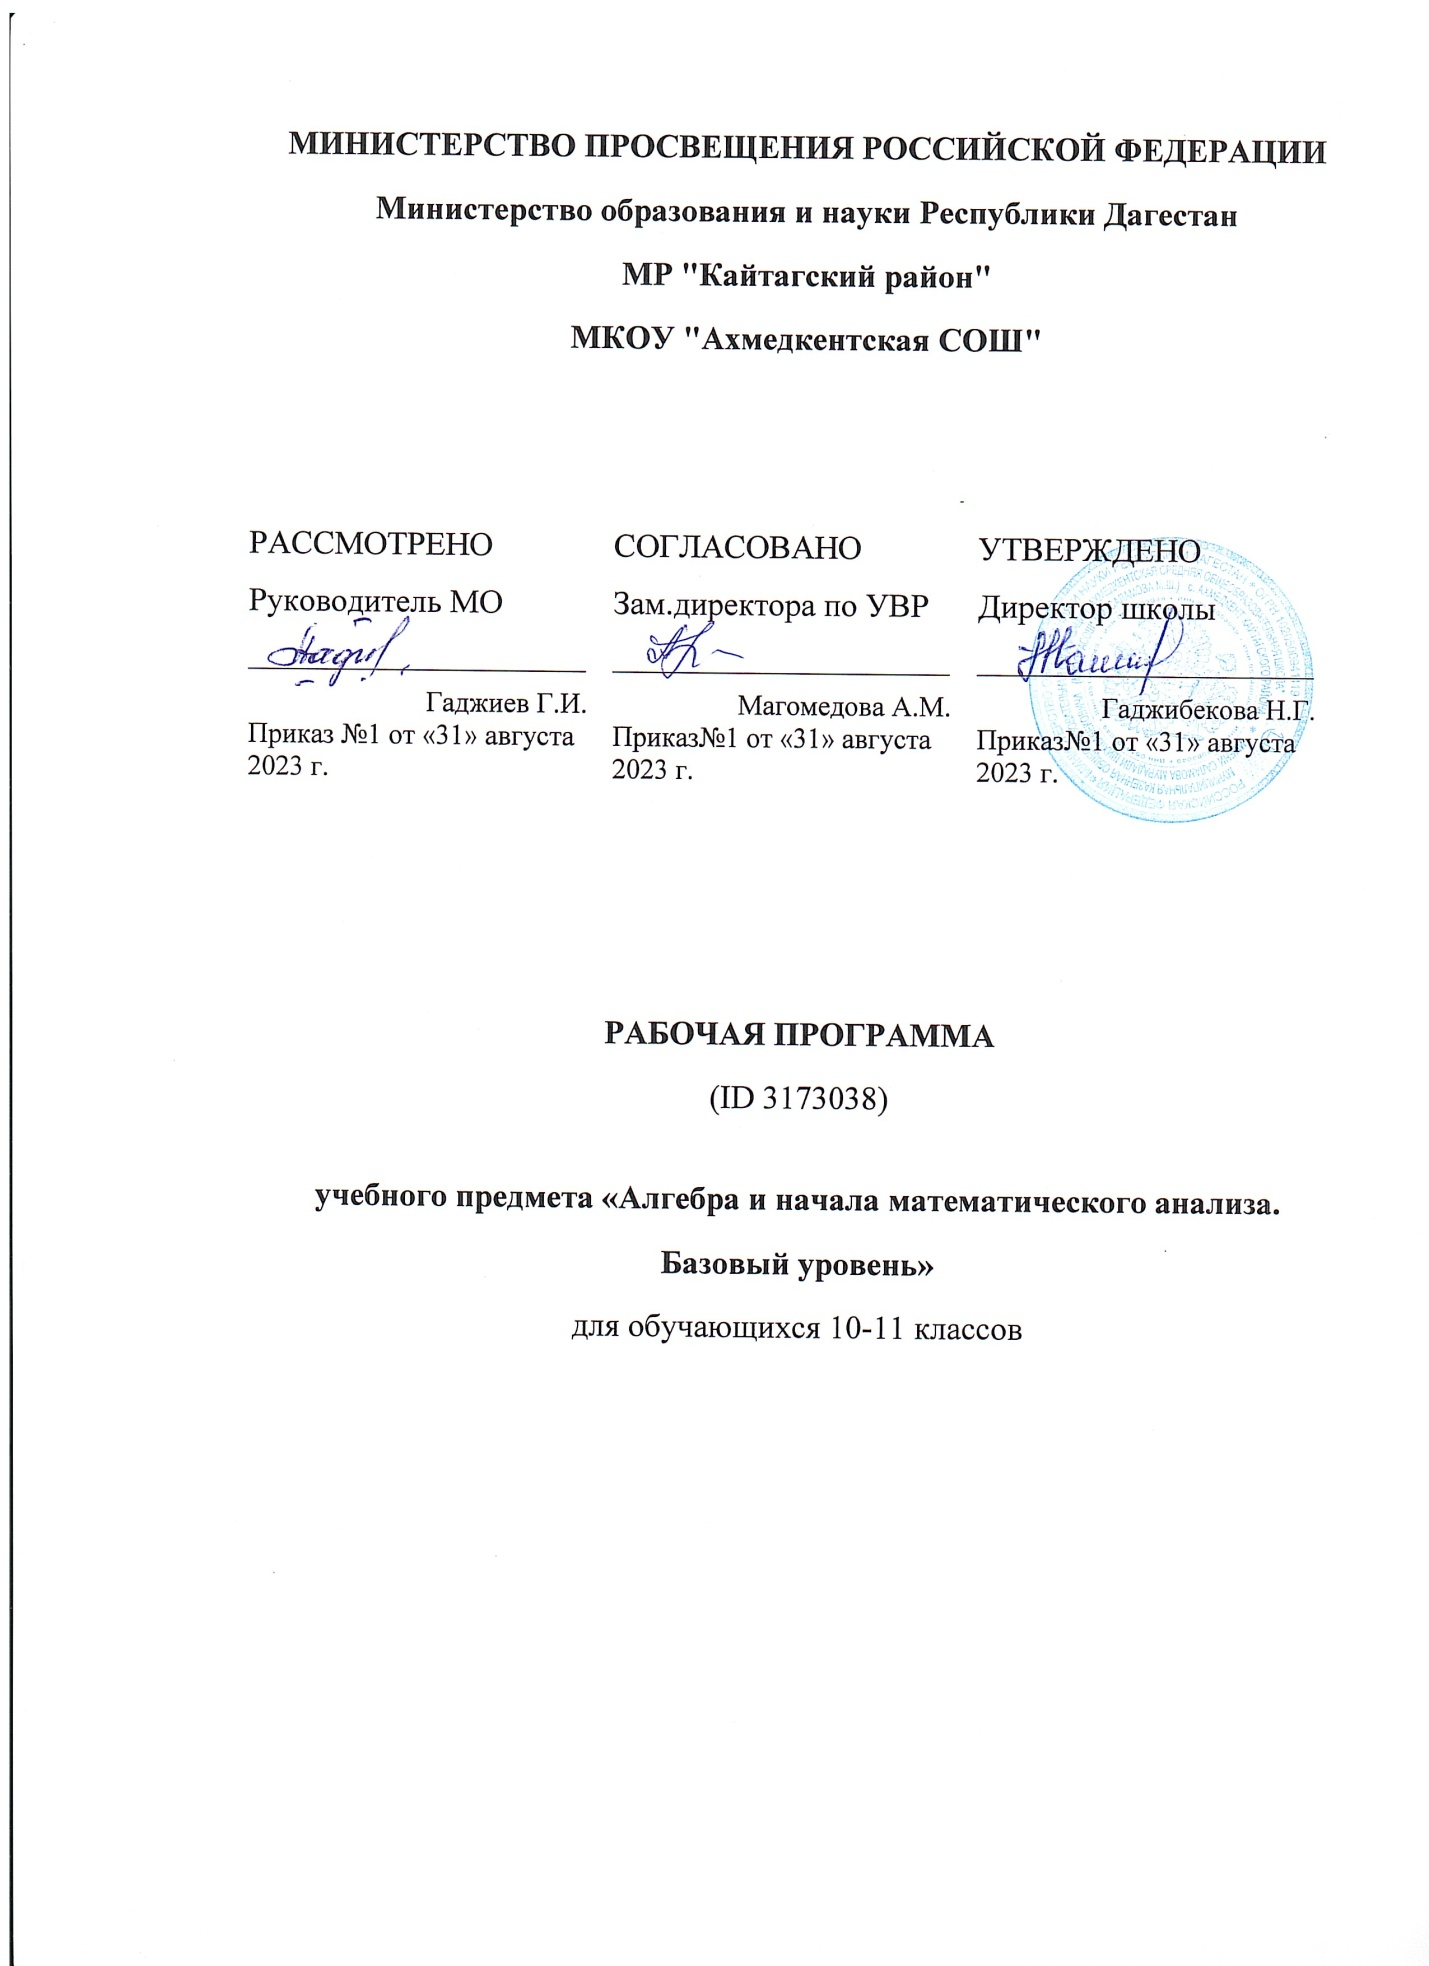 МИНИСТЕРСТВО ПРОСВЕЩЕНИЯ РОССИЙСКОЙ ФЕДЕРАЦИИ
Министерство образования и науки Республики Дагестан
МР "Кайтагский район"
МКОУ "Ахмедкентская СОШ"
РАССМОТРЕНО
Руководитель МО
Гаджиев Г.И.
Приказ №1 от «31» августа
2023 г.
СОГЛАСОВАНО
Зам.директора по УВР
Магомедова А.М.
Приказ№1 от «31» августа
2023 г.
УТВЕРЖДЕНО
Директор школы
Гаджибекова Н.Г.
Приказ№1 от «31» августа
2023 г.
РАБОЧАЯ ПРОГРАММА
(ID 3173038)
учебного предмета «Алгебра и начала математического анализа.
Базовый уровень»
для обучающихся 10-11 классов